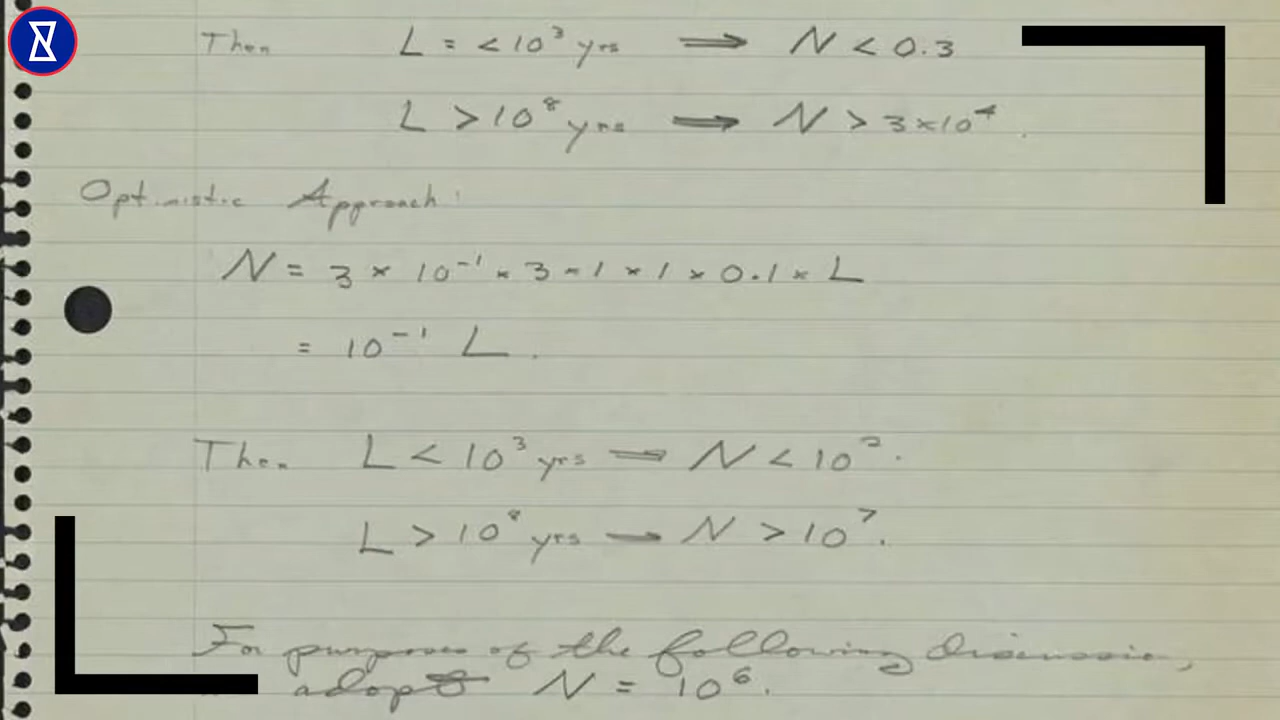 Then L = < 10³ yrs ⟹ N < 0.3
L > 10⁸ yrs ⟹ N > 3×10⁴.
Optimistic Approach:
N = 3 × 10⁻¹ × 3 × 1 × 1 × 0.1 × L
= 10⁻¹ L.
Then L < 10³ yrs ⟹ N < 10².
L > 10⁸ yrs ⟶ N > 10⁷.
For purposes of the following discussion,
adopt N = 10⁶.